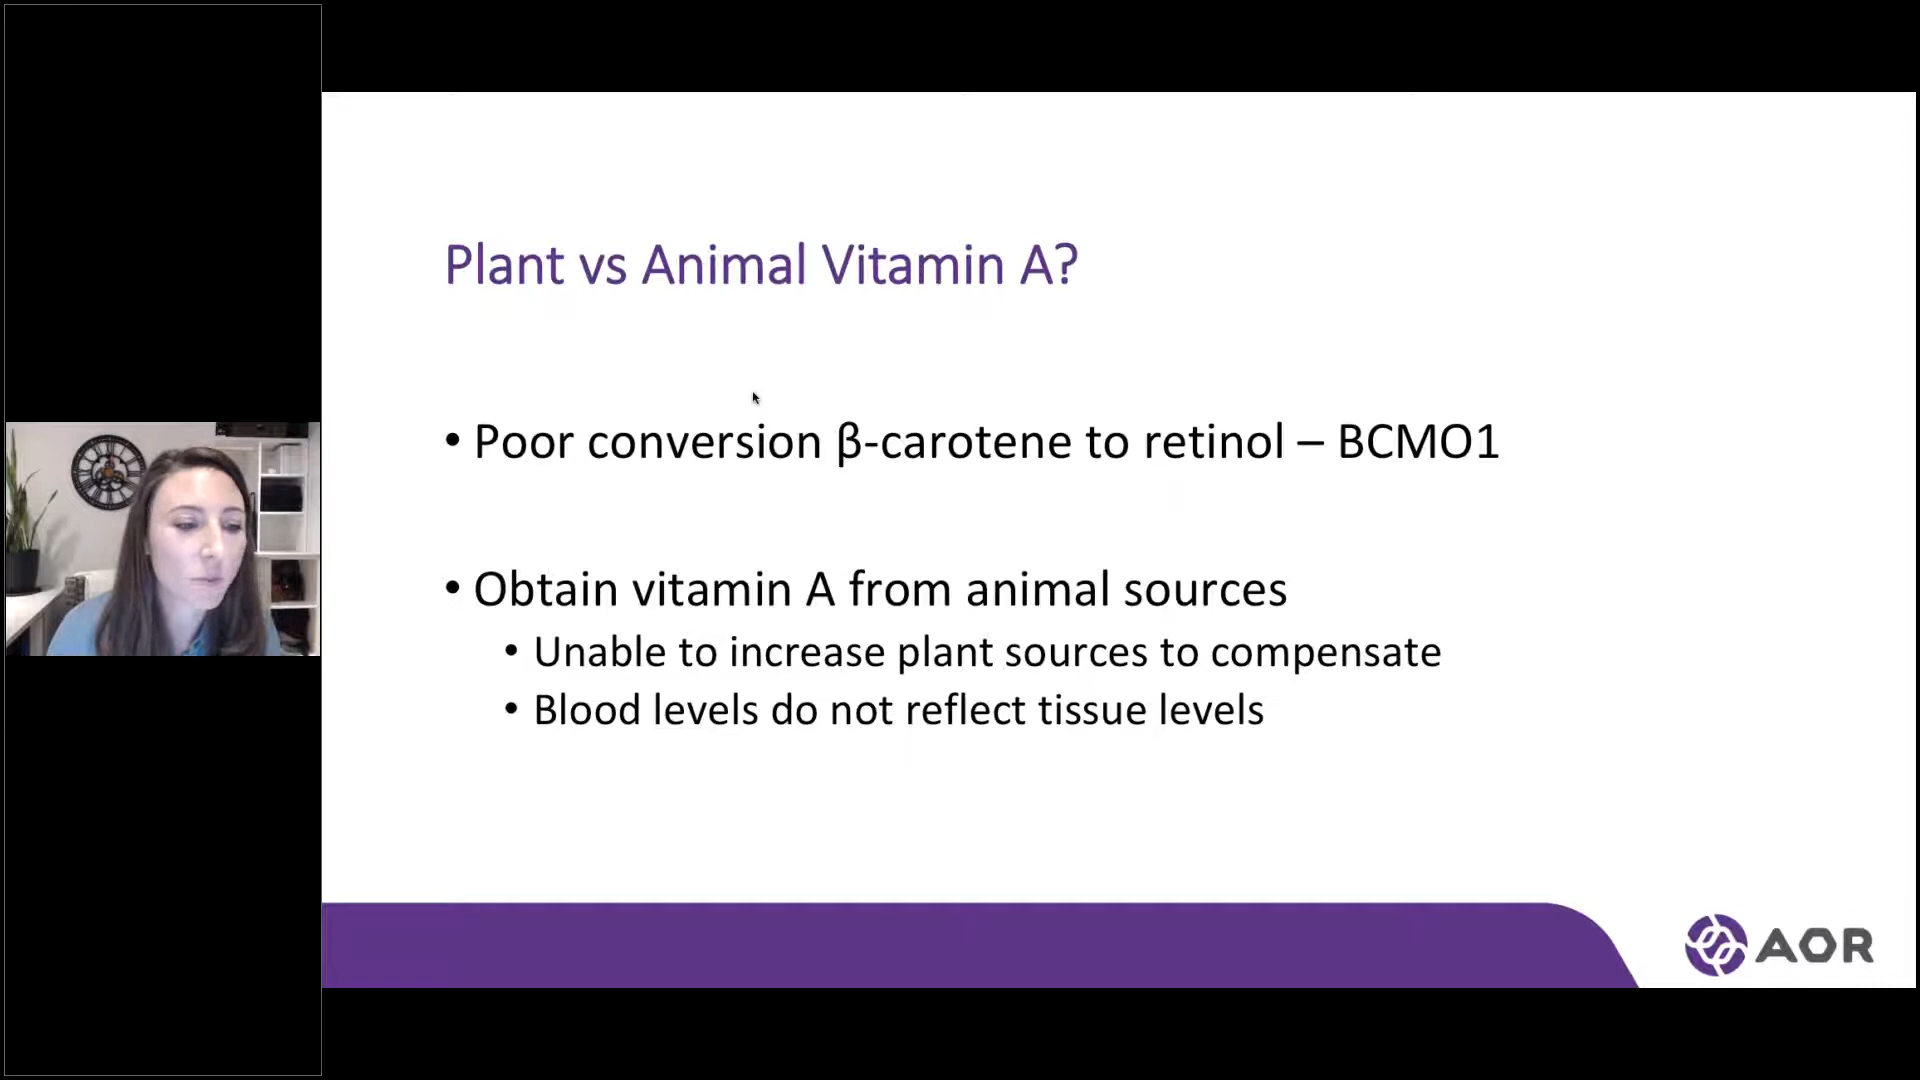 Plant vs Animal Vitamin A?
• Poor conversion β-carotene to retinol – BCMO1
• Obtain vitamin A from animal sources
• Unable to increase plant sources to compensate
• Blood levels do not reflect tissue levels
AOR